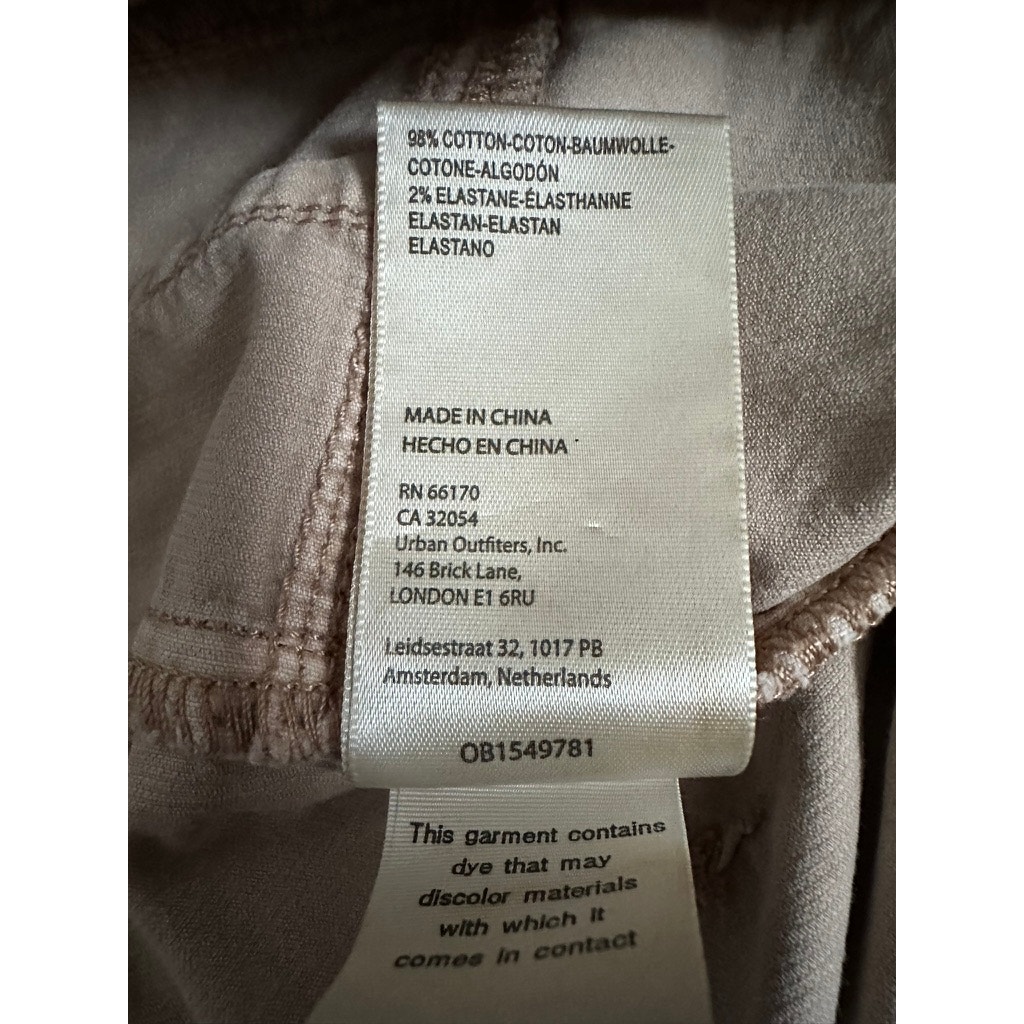 98% COTTON-COTON-BAUMWOLLE-
COTONE-ALGODÓN
2% ELASTANE-ÉLASTHANNE
ELASTAN-ELASTAN
ELASTANO
MADE IN CHINA
HECHO EN CHINA
RN 66170
CA 32054
Urban Outfiters, Inc.
146 Brick Lane,
LONDON E1 6RU
Leidsestraat 32, 1017 PB
Amsterdam, Netherlands
OB1549781
This garment contains
dye that may
discolor materials
with which it
comes in contact